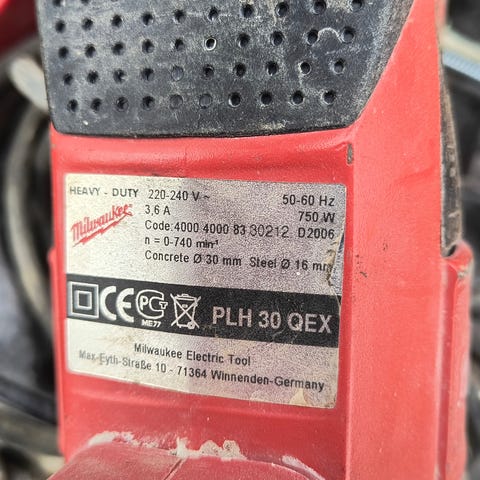 HEAVY - DUTY 220-240 V ~ 50-60 Hz
Milwaukee 3,6 A 750 W
Code: 4000 4000 83 30212 D2006
n = 0-740 min⁻¹
Concrete Ø 30 mm Steel Ø 16 mm
CE PG ME77 PLH 30 QEX
Milwaukee Electric Tool
Max-Eyth-Straße 10 - 71364 Winnenden-Germany